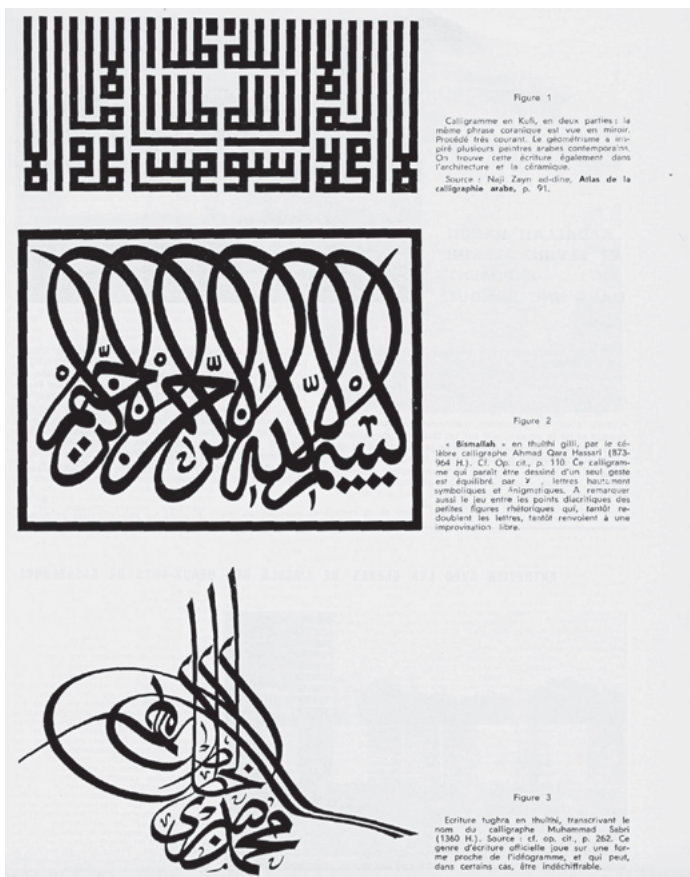 Figure 1
Calligramme en Kufi, en deux parties : la
même phrase coranique est vue en miroir.
Procédé très courant. Le géométrisme a ins-
piré plusieurs peintres arabes contemporains.
On trouve cette écriture également dans
l'architecture et la céramique.
Source : Naji Zayn ad-dine, Atlas de la
calligraphie arabe, p. 91.
بسم الله الرحمن الرحيم
Figure 2
« Bismallah » en thulthi gilli, par le cé-
lèbre calligraphe Ahmad Qara Hassari (873-
964 H.). Cf. Op. cit., p. 110. Ce calligram-
me qui paraît être dessiné d'un seul geste
est équilibré par , lettres hautement
symboliques et énigmatiques. A remarquer
aussi le jeu entre les points diacritiques des
petites figures rhétoriques qui, tantôt re-
doublent les lettres, tantôt renvoient à une
improvisation libre.
الخطاط
محمد صبري
Figure 3
Ecriture tughra en thulthi, transcrivant le
nom du calligraphe Muhammad Sabri
(1360 H.). Source : cf. op. cit., p. 262. Ce
genre d'écriture officielle joue sur une for-
me proche de l'idéogramme, et qui peut,
dans certains cas, être indéchiffrable.